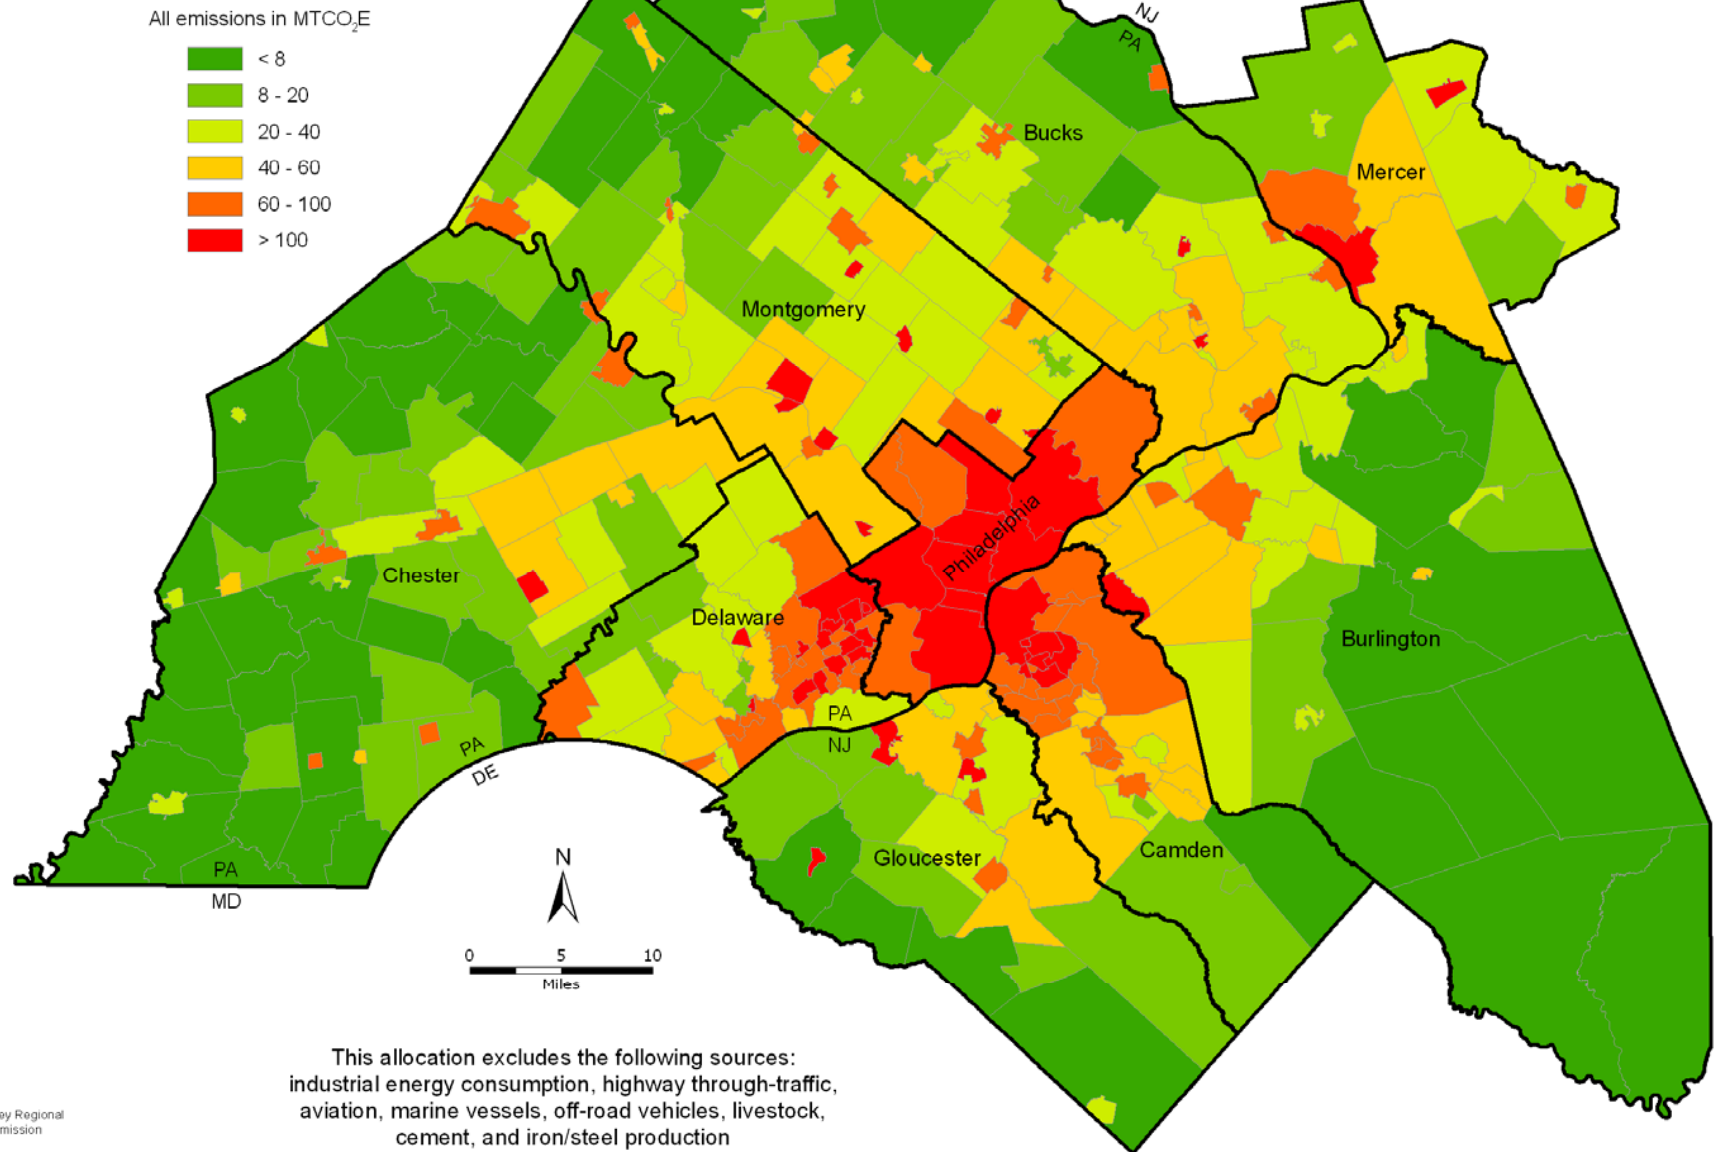 All emissions in MTCO₂E
< 8
8 - 20
20 - 40
40 - 60
60 - 100
> 100
NJ
PA
Bucks
Mercer
Montgomery
Philadelphia
Chester
Delaware
Burlington
PA
NJ
PA
DE
Gloucester
Camden
PA
MD
N
0 5 10
Miles
This allocation excludes the following sources:
industrial energy consumption, highway through-traffic,
aviation, marine vessels, off-road vehicles, livestock,
cement, and iron/steel production
ey Regional
mission